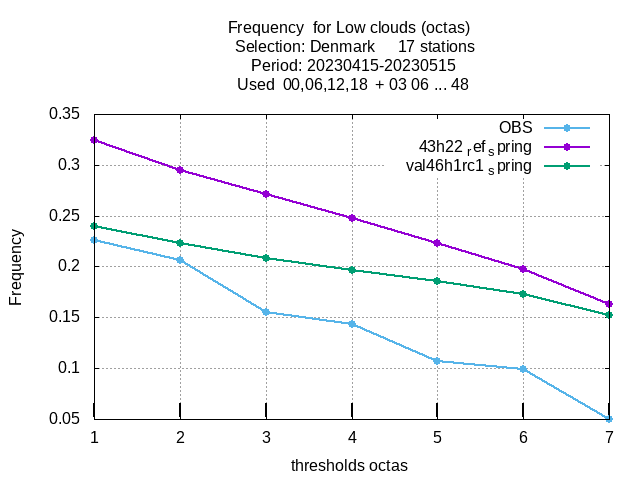 Frequency for Low clouds (octas)
Selection: Denmark 17 stations
Period: 20230415-20230515
Used 00,06,12,18 + 03 06 ... 48
0.35
0.3
0.25
0.2
0.15
0.1
0.05
Frequency
OBS
43h22 ref spring
val46h1rc1 spring
1 2 3 4 5 6 7
thresholds octas